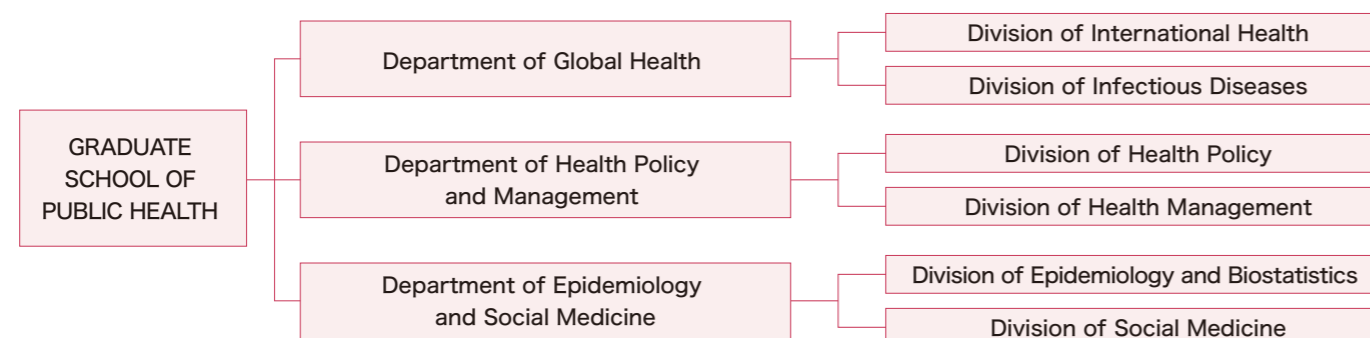 GRADUATE
SCHOOL OF
PUBLIC HEALTH
Department of Global Health
Division of International Health
Division of Infectious Diseases
Department of Health Policy
and Management
Division of Health Policy
Division of Health Management
Department of Epidemiology
and Social Medicine
Division of Epidemiology and Biostatistics
Division of Social Medicine